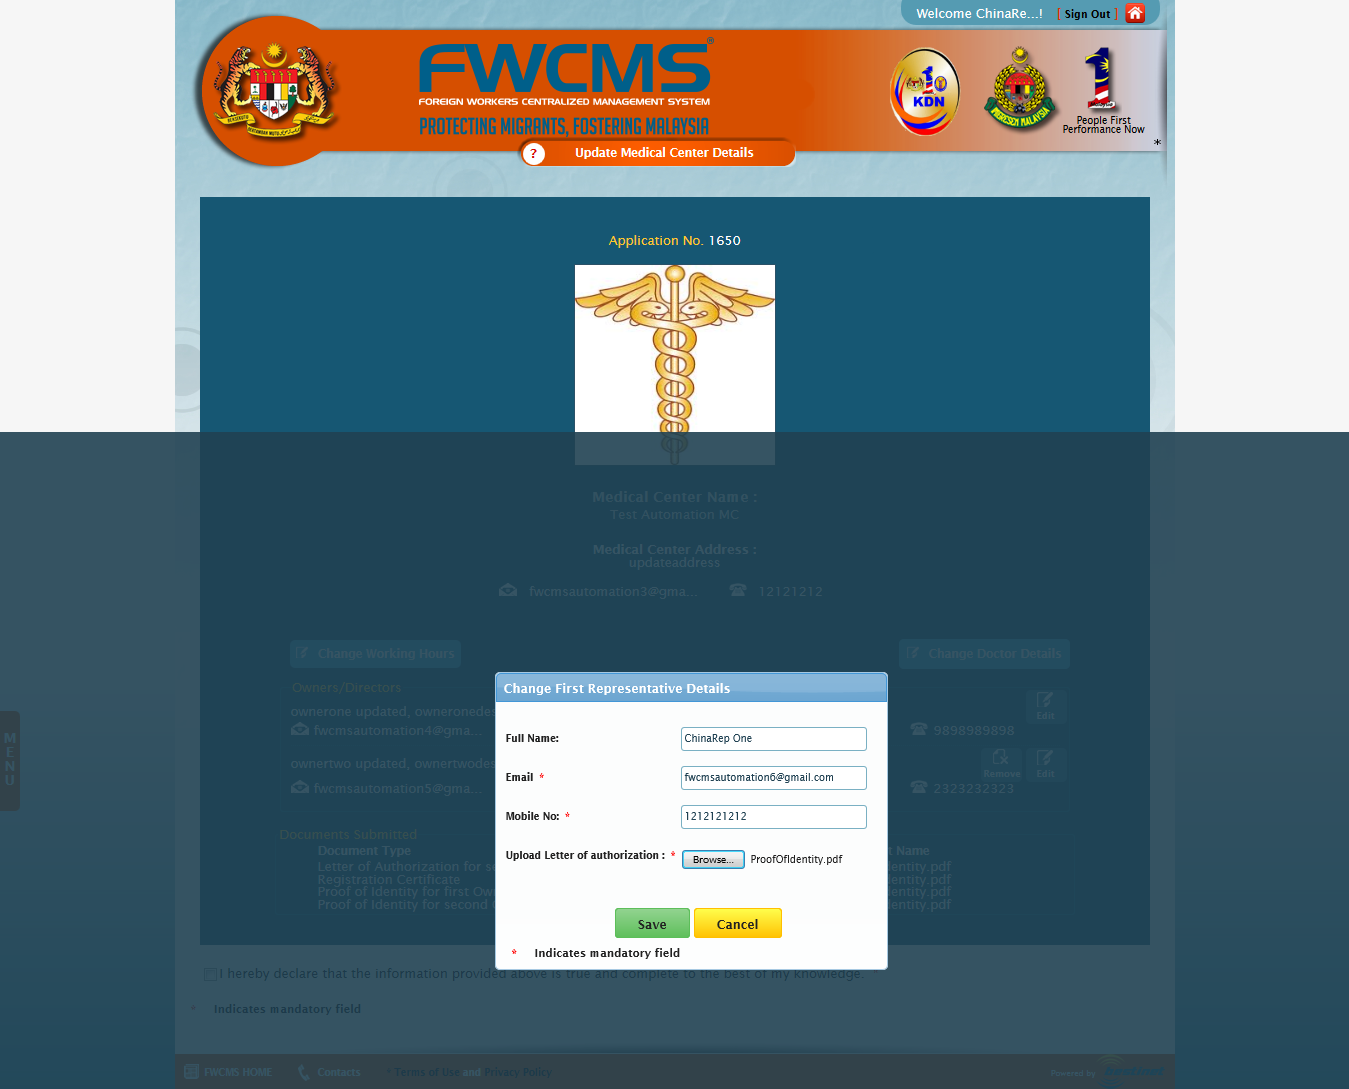 Welcome ChinaRe...! [ Sign Out ]
FWCMS®
FOREIGN WORKERS CENTRALIZED MANAGEMENT SYSTEM
PROTECTING MIGRANTS, FOSTERING MALAYSIA
1
KDN
IMIGRESEN MALAYSIA
1
People First
Performance Now
*
? Update Medical Center Details
Application No. 1650
Medical Center Name :
Test Automation MC
Medical Center Address :
updateaddress
fwcmsautomation3@gma... 12121212
Change Working Hours Change Doctor Details
Owners/Directors
ownerone updated, owneronedes
fwcmsautomation4@gma... 9898989898
Edit
ownertwo updated, ownertwodes
fwcmsautomation5@gma... 2323232323
Remove Edit
Documents Submitted
Document Type t Name
Letter of Authorization for se entity.pdf
Registration Certificate entity.pdf
Proof of Identity for first Ow entity.pdf
Proof of Identity for second entity.pdf
Change First Representative Details
Full Name: ChinaRep One
Email * fwcmsautomation6@gmail.com
Mobile No: * 1212121212
Upload Letter of authorization : * Browse... ProofOfIdentity.pdf
Save Cancel
* Indicates mandatory field
I hereby declare that the information provided above is true and complete to the best of my knowledge.
* Indicates mandatory field
MENU
FWCMS HOME Contacts * Terms of Use and Privacy Policy Powered by